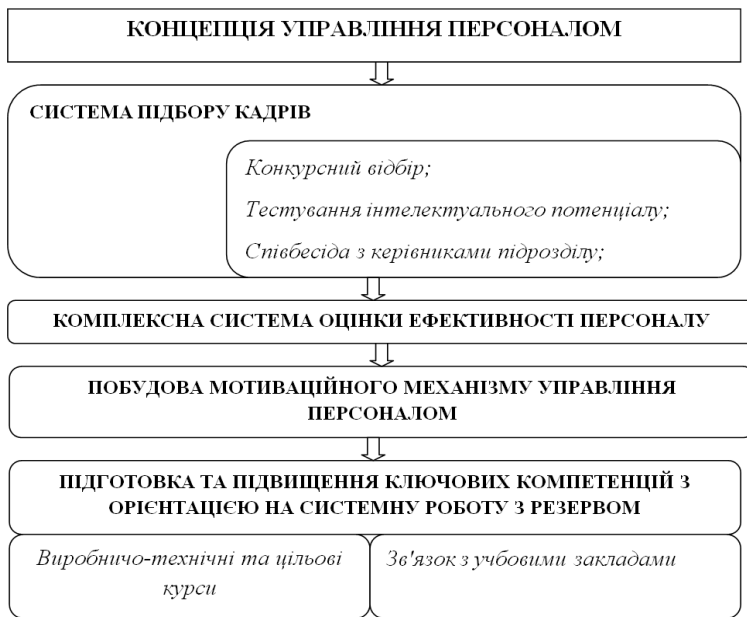 КОНЦЕПЦІЯ УПРАВЛІННЯ ПЕРСОНАЛОМ
СИСТЕМА ПІДБОРУ КАДРІВ
Конкурсний відбір;
Тестування інтелектуального потенціалу;
Співбесіда з керівниками підрозділу;
КОМПЛЕКСНА СИСТЕМА ОЦІНКИ ЕФЕКТИВНОСТІ ПЕРСОНАЛУ
ПОБУДОВА МОТИВАЦІЙНОГО МЕХАНІЗМУ УПРАВЛІННЯ
ПЕРСОНАЛОМ
ПІДГОТОВКА ТА ПІДВИЩЕННЯ КЛЮЧОВИХ КОМПЕТЕНЦІЙ З
ОРІЄНТАЦІЄЮ НА СИСТЕМНУ РОБОТУ З РЕЗЕРВОМ
Виробничо-технічні та цільові
курси
Зв'язок з учбовими закладами